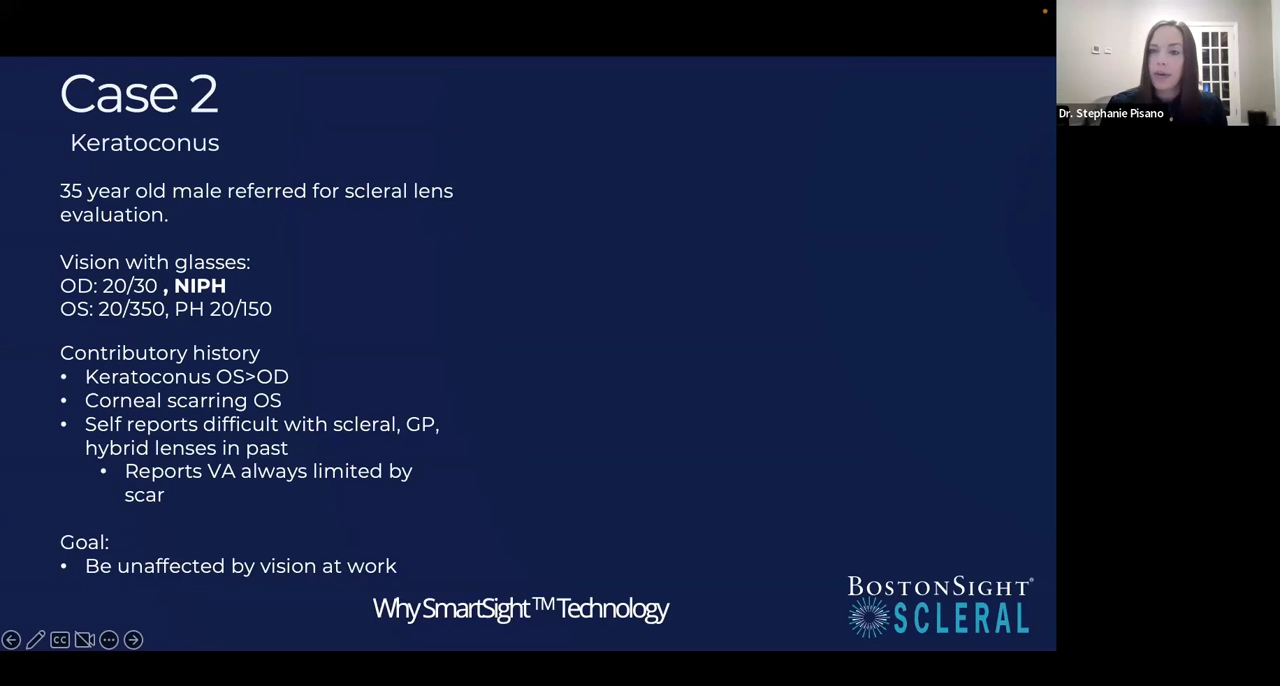 Case 2
Keratoconus
35 year old male referred for scleral lens
evaluation.
Vision with glasses:
OD: 20/30 , NIPH
OS: 20/350, PH 20/150
Contributory history
• Keratoconus OS>OD
• Corneal scarring OS
• Self reports difficult with scleral, GP,
hybrid lenses in past
• Reports VA always limited by
scar
Goal:
• Be unaffected by vision at work
Why SmartSight™ Technology
BOSTONSIGHT®
SCLERAL
CC
Dr. Stephanie Pisano